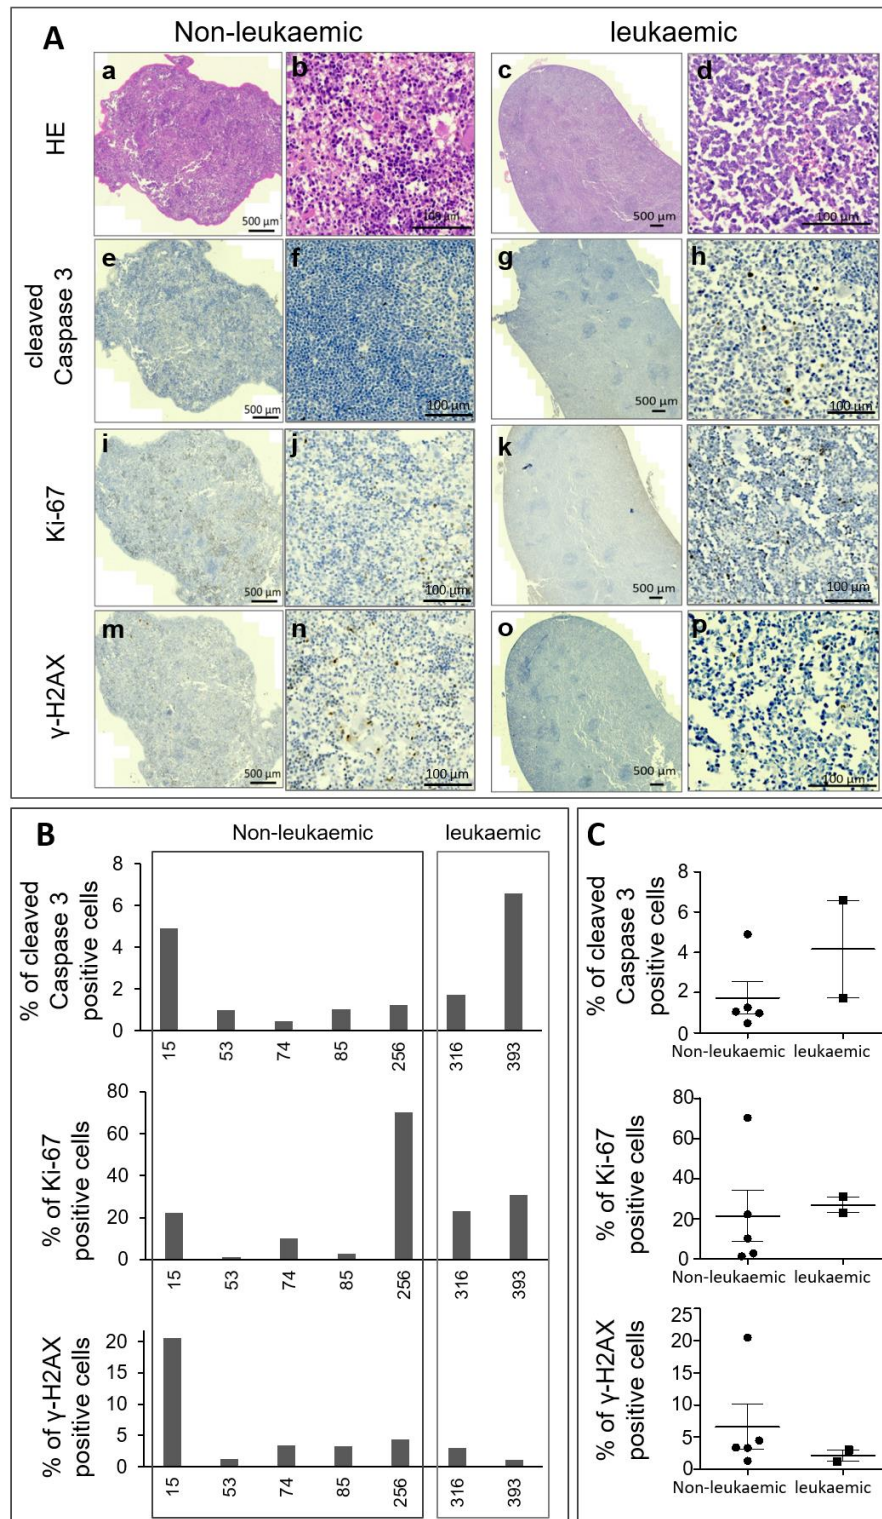 A
Non-leukaemic
leukaemic
HE
a
500 µm
b
100 µm
c
500 µm
d
100 µm
cleaved
Caspase 3
e
500 µm
f
100 µm
g
500 µm
h
100 µm
Ki-67
i
500 µm
j
100 µm
k
500 µm
l
100 µm
γ-H2AX
m
500 µm
n
100 µm
o
500 µm
p
100 µm
B
Non-leukaemic
leukaemic
% of cleaved
Caspase 3
positive cells
8
6
4
2
0
15
53
74
85
256
316
393
% of Ki-67
positive cells
80
60
40
20
0
15
53
74
85
256
316
393
% of γ-H2AX
positive cells
20
15
10
5
0
15
53
74
85
256
316
393
C
% of cleaved
Caspase 3
positive cells
8
6
4
2
0
Non-leukaemic
leukaemic
% of Ki-67
positive cells
80
60
40
20
0
Non-leukaemic
leukaemic
% of γ-H2AX
positive cells
25
20
15
10
5
0
Non-leukaemic
leukaemic